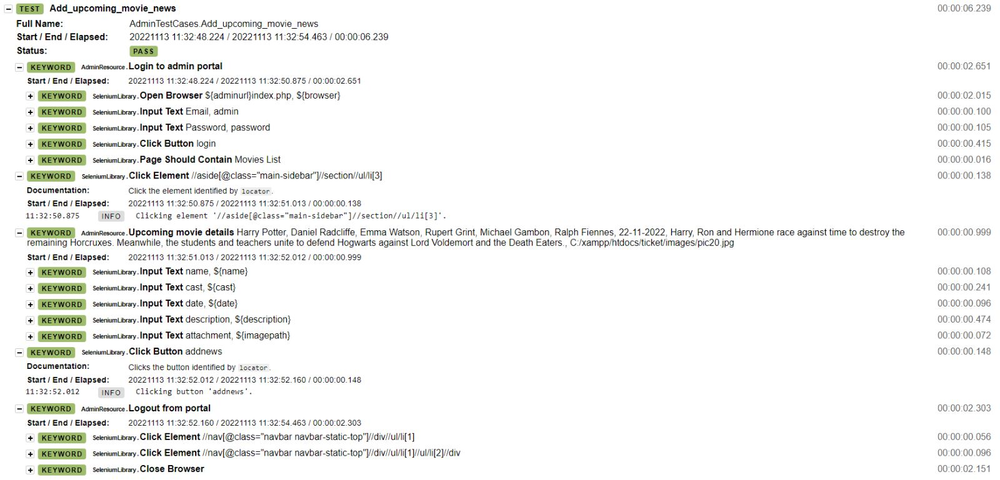 TEST Add_upcoming_movie_news 00:00:06.239
Full Name: AdminTestCases.Add_upcoming_movie_news
Start / End / Elapsed: 20221113 11:32:48.224 / 20221113 11:32:54.463 / 00:00:06.239
Status: PASS
KEYWORD AdminResource.Login to admin portal 00:00:02.651
Start / End / Elapsed: 20221113 11:32:48.224 / 20221113 11:32:50.875 / 00:00:02.651
KEYWORD SeleniumLibrary.Open Browser ${adminurl}index.php, ${browser} 00:00:02.015
KEYWORD SeleniumLibrary.Input Text Email, admin 00:00:00.100
KEYWORD SeleniumLibrary.Input Text Password, password 00:00:00.105
KEYWORD SeleniumLibrary.Click Button login 00:00:00.415
KEYWORD SeleniumLibrary.Page Should Contain Movies List 00:00:00.016
KEYWORD SeleniumLibrary.Click Element //aside[@class="main-sidebar"]//section//ul/li[3] 00:00:00.138
Documentation: Click the element identified by locator.
Start / End / Elapsed: 20221113 11:32:50.875 / 20221113 11:32:51.013 / 00:00:00.138
11:32:50.875 INFO Clicking element '//aside[@class="main-sidebar"]//section//ul/li[3]'.
KEYWORD AdminResource.Upcoming movie details Harry Potter, Daniel Radcliffe, Emma Watson, Rupert Grint, Michael Gambon, Ralph Fiennes, 22-11-2022, Harry, Ron and Hermione race against time to destroy the 00:00:00.999
remaining Horcruxes. Meanwhile, the students and teachers unite to defend Hogwarts against Lord Voldemort and the Death Eaters., C:/xampp/htdocs/ticket/images/pic20.jpg
Start / End / Elapsed: 20221113 11:32:51.013 / 20221113 11:32:52.012 / 00:00:00.999
KEYWORD SeleniumLibrary.Input Text name, ${name} 00:00:00.108
KEYWORD SeleniumLibrary.Input Text cast, ${cast} 00:00:00.241
KEYWORD SeleniumLibrary.Input Text date, ${date} 00:00:00.096
KEYWORD SeleniumLibrary.Input Text description, ${description} 00:00:00.474
KEYWORD SeleniumLibrary.Input Text attachment, ${imagepath} 00:00:00.072
KEYWORD SeleniumLibrary.Click Button addnews 00:00:00.148
Documentation: Clicks the button identified by locator.
Start / End / Elapsed: 20221113 11:32:52.012 / 20221113 11:32:52.160 / 00:00:00.148
11:32:52.012 INFO Clicking button 'addnews'.
KEYWORD AdminResource.Logout from portal 00:00:02.303
Start / End / Elapsed: 20221113 11:32:52.160 / 20221113 11:32:54.463 / 00:00:02.303
KEYWORD SeleniumLibrary.Click Element //nav[@class="navbar navbar-static-top"]//div//ul/li[1] 00:00:00.056
KEYWORD SeleniumLibrary.Click Element //nav[@class="navbar navbar-static-top"]//div//ul/li[1]//ul/li[2]//div 00:00:00.096
KEYWORD SeleniumLibrary.Close Browser 00:00:02.151